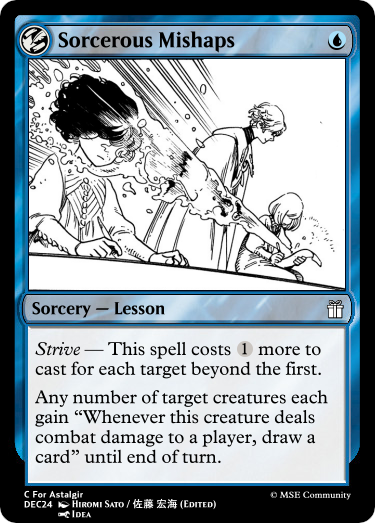 Sorcerous Mishaps
Sorcery — Lesson
Strive — This spell costs 1 more to
cast for each target beyond the first.
Any number of target creatures each
gain “Whenever this creature deals
combat damage to a player, draw a
card” until end of turn.
C For Astalgir
DEC24 Hiromi Sato / 佐藤 宏海 (Edited)
Idea
© MSE Community